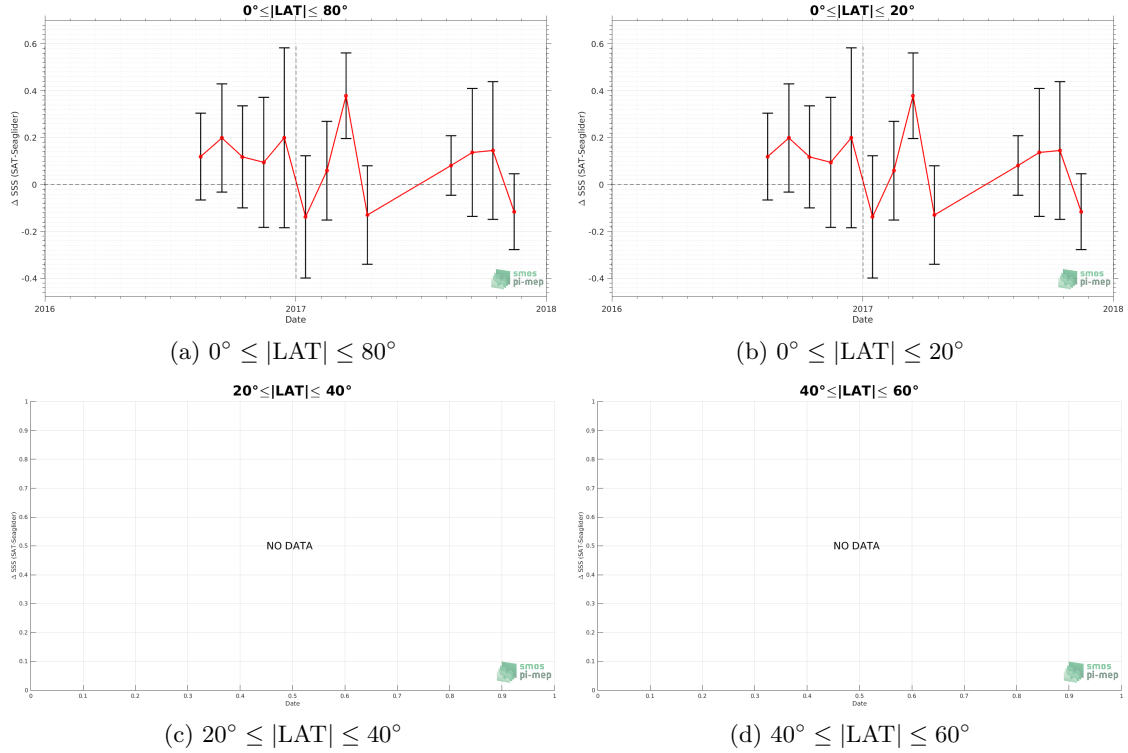 0°≤|LAT|≤ 80°
Δ SSS (SAT-Seaglider)
0.6
0.4
0.2
0
-0.2
-0.4
2016
2017
2018
Date
smos
pi-mep
(a) 0° ≤ |LAT| ≤ 80°
0°≤|LAT|≤ 20°
Δ SSS (SAT-Seaglider)
0.6
0.4
0.2
0
-0.2
-0.4
2016
2017
2018
Date
smos
pi-mep
(b) 0° ≤ |LAT| ≤ 20°
20°≤|LAT|≤ 40°
Δ SSS (SAT-Seaglider)
1
0.9
0.8
0.7
0.6
0.5
0.4
0.3
0.2
0.1
0
NO DATA
0 0.1 0.2 0.3 0.4 0.5 0.6 0.7 0.8 0.9 1
Date
smos
pi-mep
(c) 20° ≤ |LAT| ≤ 40°
40°≤|LAT|≤ 60°
Δ SSS (SAT-Seaglider)
1
0.9
0.8
0.7
0.6
0.5
0.4
0.3
0.2
0.1
0
NO DATA
0 0.1 0.2 0.3 0.4 0.5 0.6 0.7 0.8 0.9 1
Date
smos
pi-mep
(d) 40° ≤ |LAT| ≤ 60°